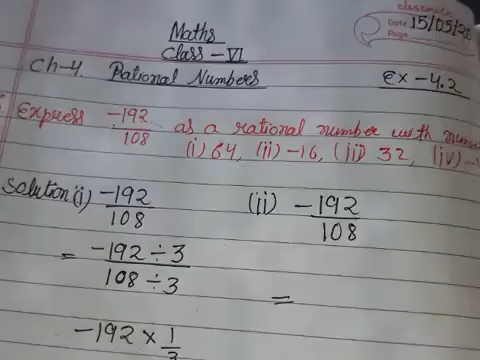 classmate
Date 15/05/20
Page
Maths
Class-VI
Ch-4 Rational Numbers Ex-4.2
Express -192/108 as a rational number with
(i) 64, (ii) -16, (iii) 32, (iv) -
Solution (i) -192/108 (ii) -192/108
= -192÷3/108÷3 =
-192 × 1/3